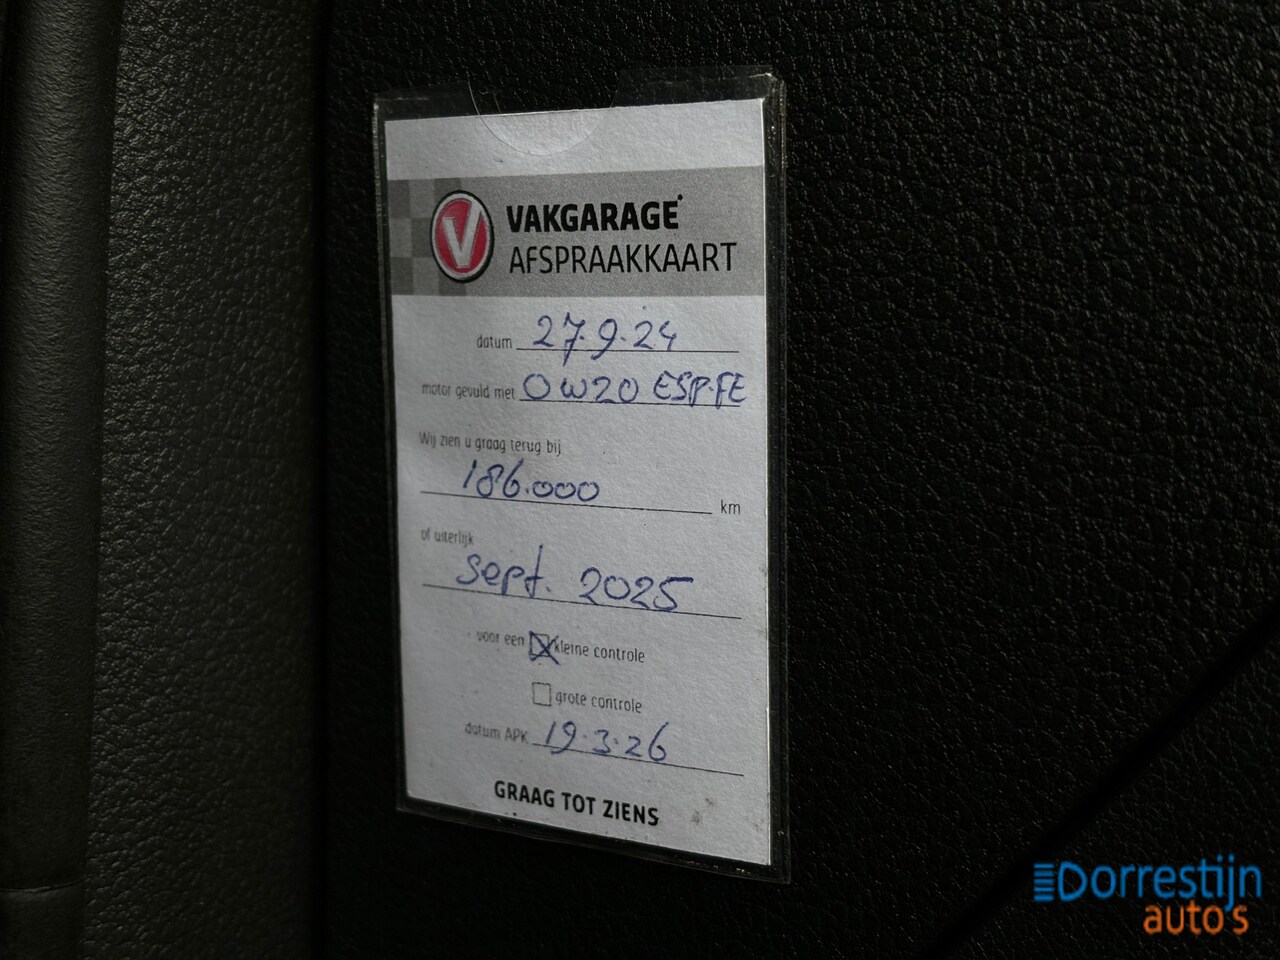 V
VAKGARAGE
AFSPRAAKKAART
datum 27.9.24
motor gevuld met 0W20 ESP.FE
Wij zien u graag terug bij
186.000 km
of uiterlijk
sept. 2025
voor een kleine controle
grote controle
datum APK 19.3.26
GRAAG TOT ZIENS
Dorrestijn
auto's